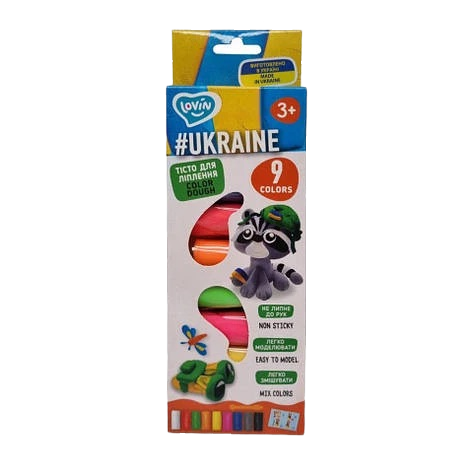 ВИГОТОВЛЕНО
В УКРАЇНІ
MADE
IN UKRAINE
Lovin
3+
#UKRAINE
ТІСТО ДЛЯ
ЛІПЛЕННЯ
COLOR
DOUGH
9
COLORS
НЕ ЛИПНЕ
ДО РУК
NON STICKY
ЛЕГКО
МОДЕЛЮВАТИ
EASY TO MODEL
ЛЕГКО
ЗМІШУВАТИ
MIX COLORS